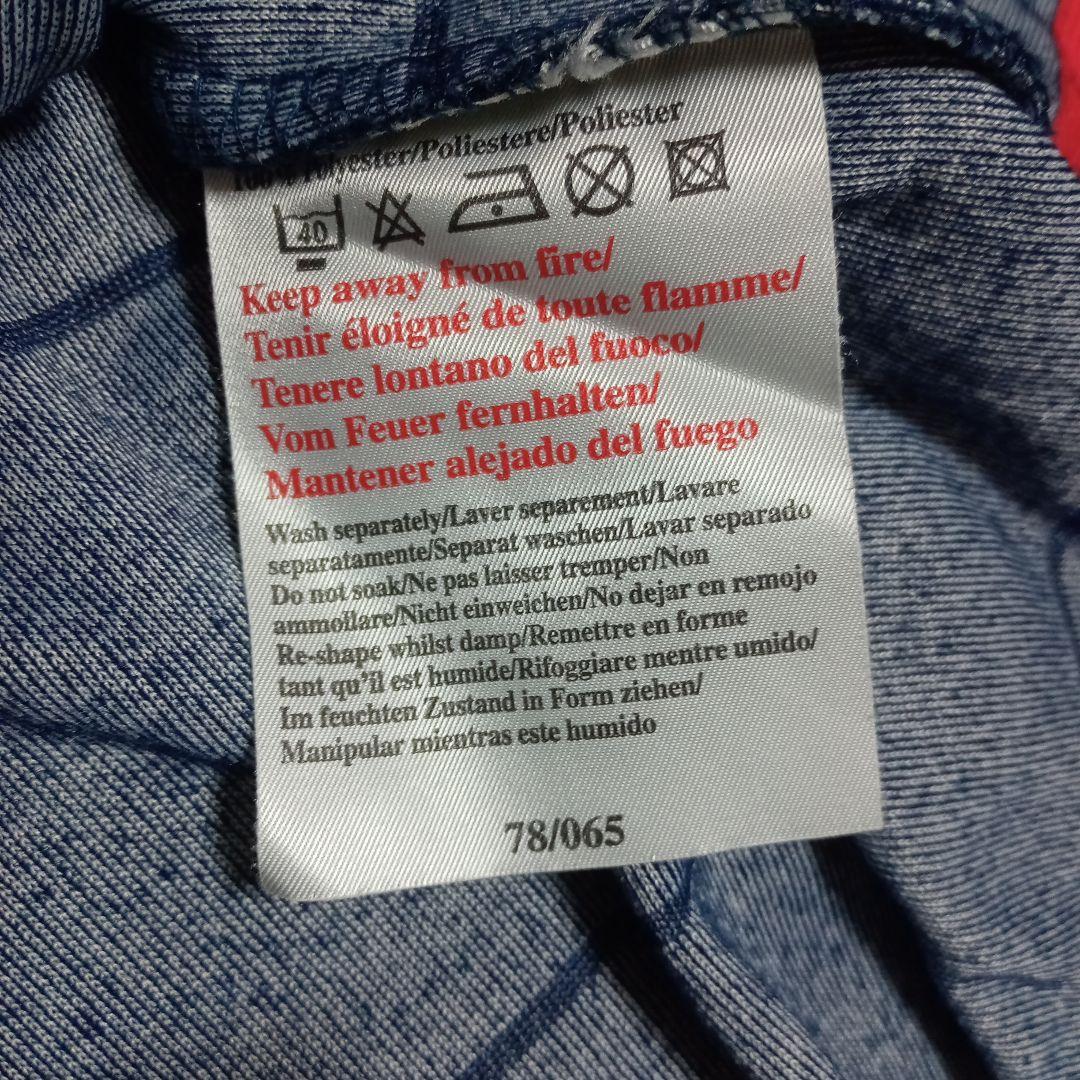 100% Polyester/Poliestere/Poliester
40
Keep away from fire/
Tenir éloigné de toute flamme/
Tenere lontano del fuoco/
Vom Feuer fernhalten/
Mantener alejado del fuego
Wash separately/Laver separement/Lavare
separatamente/Separat waschen/Lavar separado
Do not soak/Ne pas laisser tremper/Non
ammollare/Nicht einweichen/No dejar en remojo
Re-shape whilst damp/Remettre en forme
tant qu'il est humide/Rifoggiare mentre umido/
Im feuchten Zustand in Form ziehen/
Manipular mientras este humido
78/065